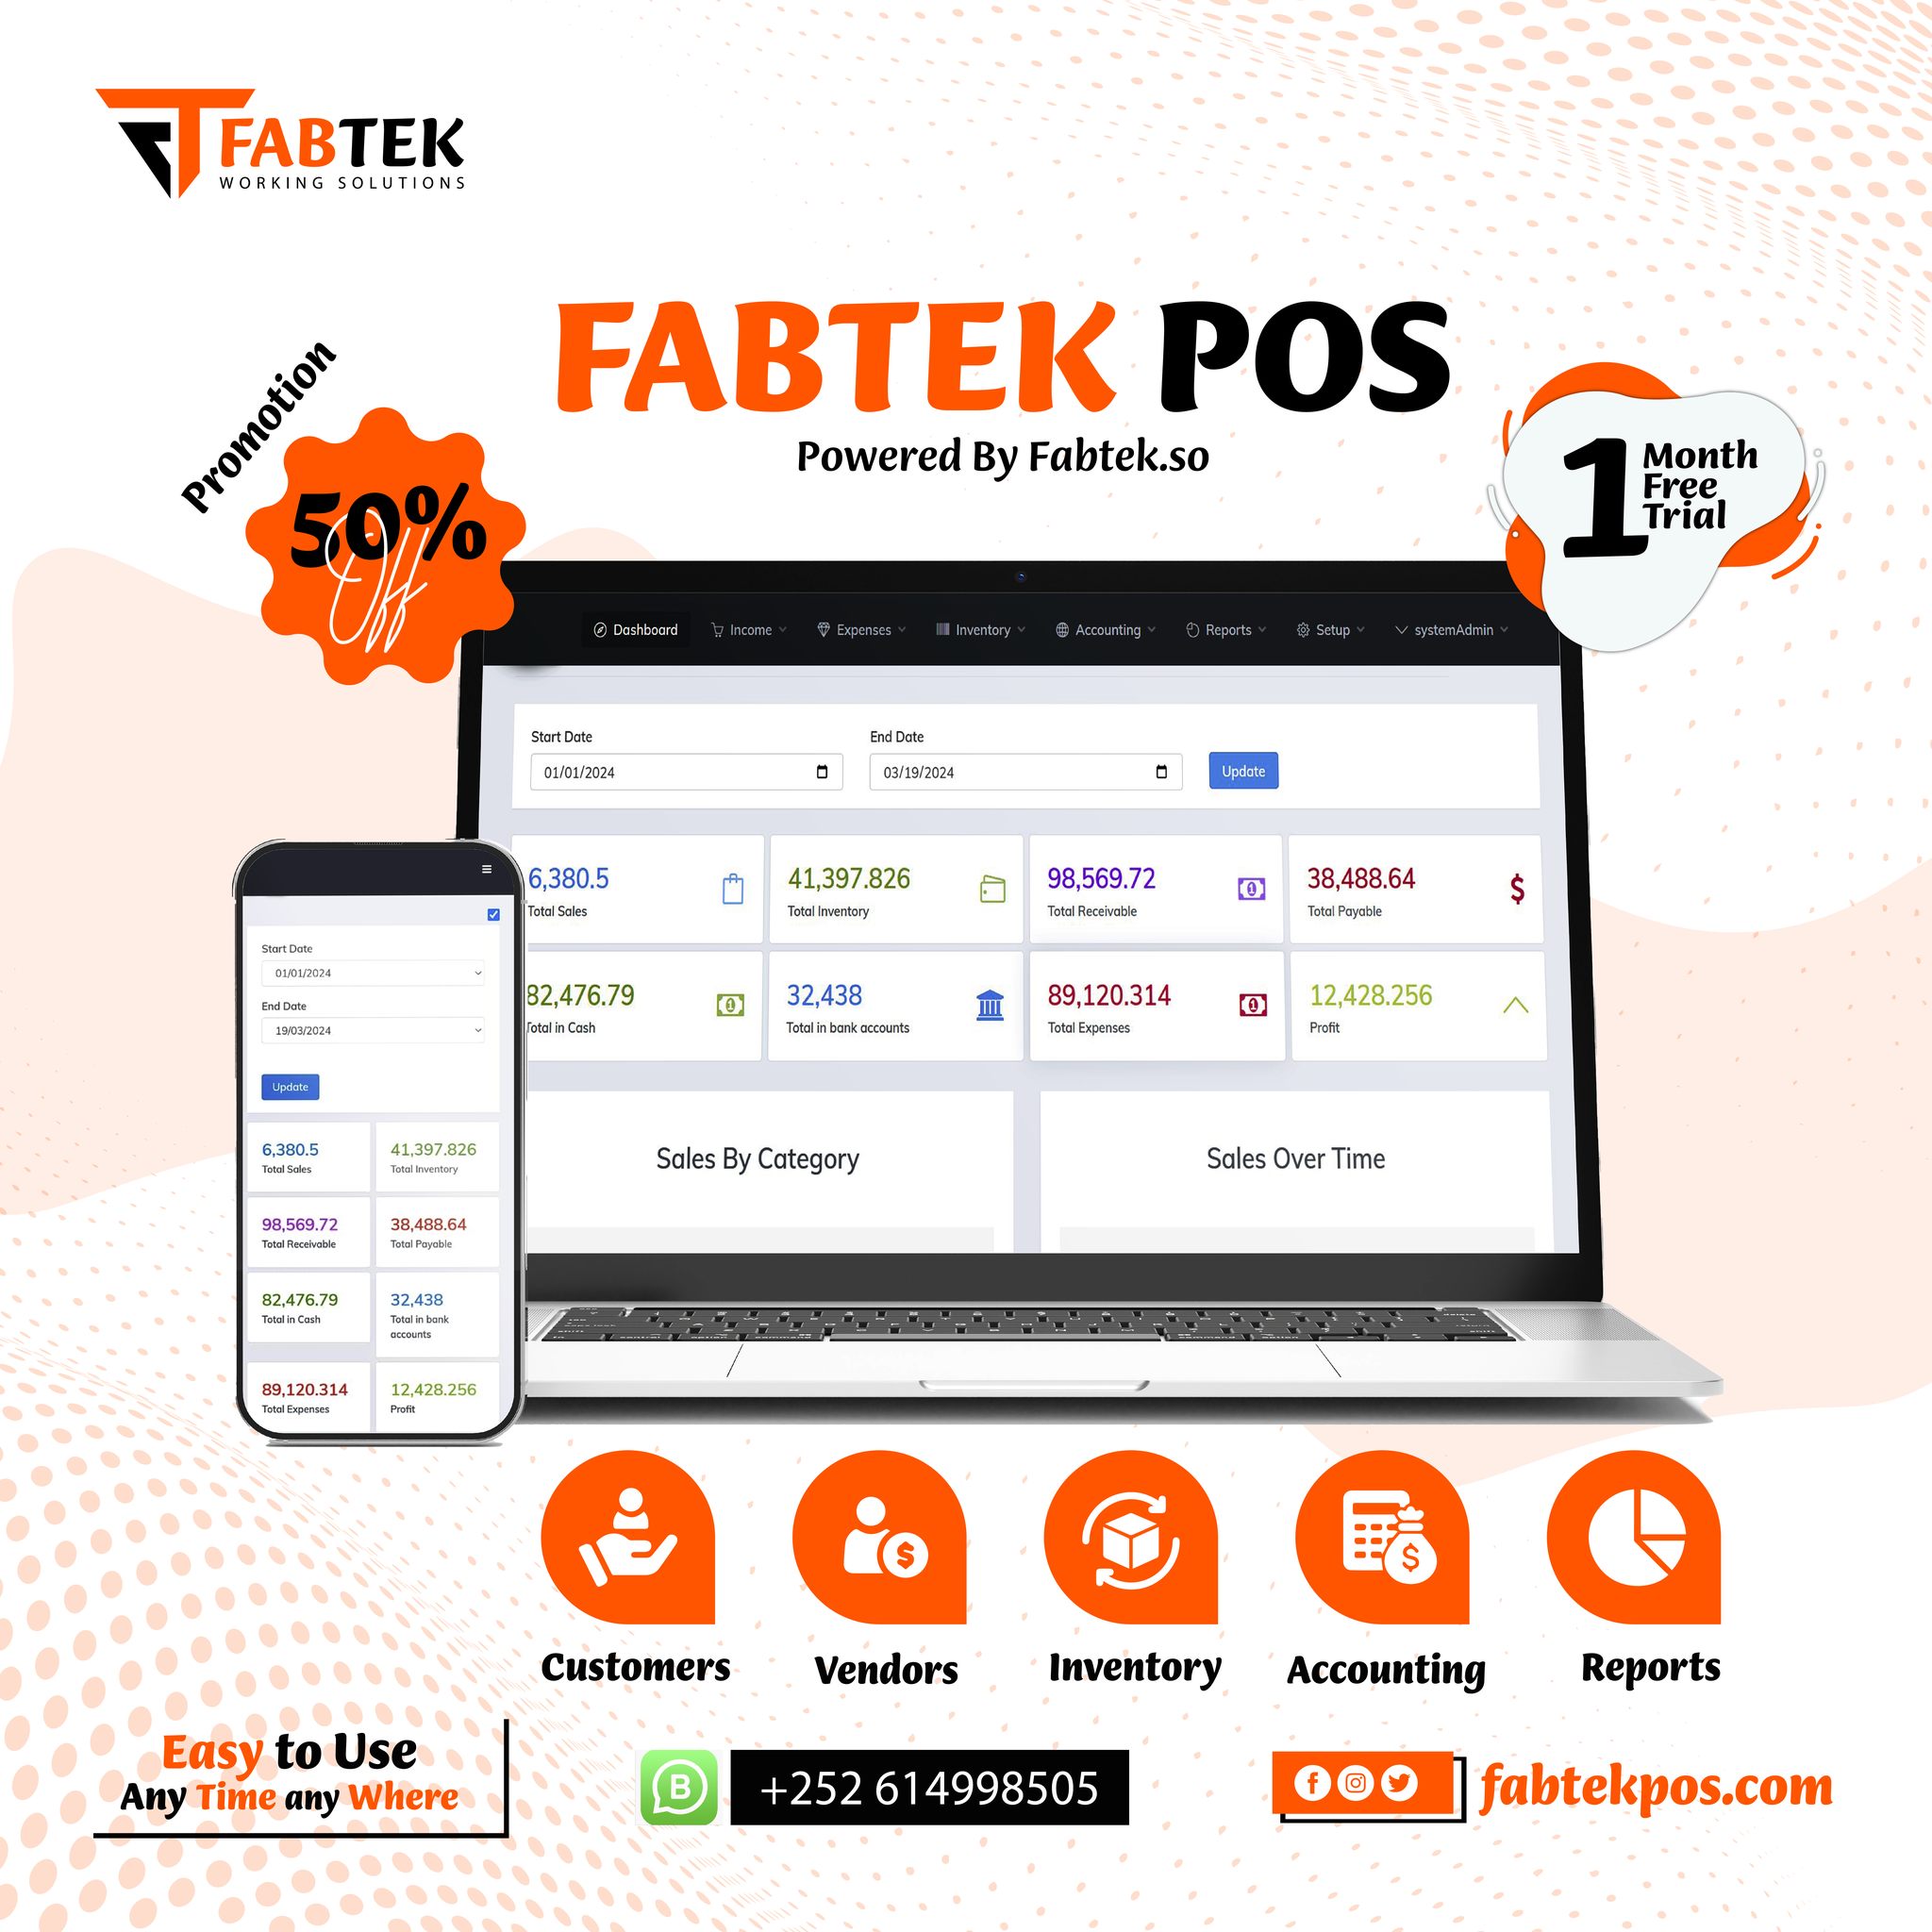 FABTEK
WORKING SOLUTIONS
FABTEK POS
Powered By Fabtek.so
Promotion
50%
Off
1 Month
Free
Trial
Dashboard Income Expenses Inventory Accounting Reports Setup systemAdmin
Start Date End Date
01/01/2024 03/19/2024 Update
6,380.5 41,397.826 98,569.72 38,488.64
Total Sales Total Inventory Total Receivable Total Payable
82,476.79 32,438 89,120.314 12,428.256
Total in Cash Total in bank accounts Total Expenses Profit
Sales By Category Sales Over Time
Start Date
01/01/2024
End Date
19/03/2024
Update
6,380.5 41,397.826
Total Sales Total Inventory
98,569.72 38,488.64
Total Receivable Total Payable
82,476.79 32,438
Total in Cash Total in bank
accounts
89,120.314 12,428.256
Total Expenses Profit
Customers Vendors Inventory Accounting Reports
Easy to Use
Any Time any Where
B +252 614998505
fabtekpos.com